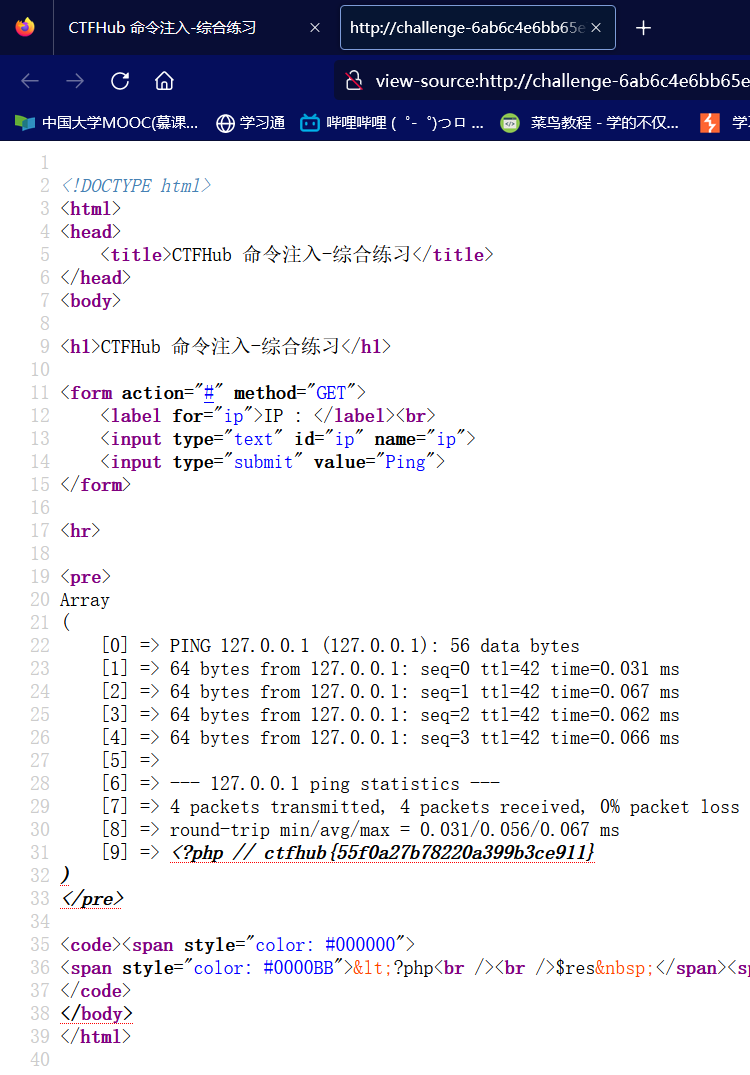 CTFHub 命令注入-综合练习
http://challenge-6ab6c4e6bb65e
view-source:http://challenge-6ab6c4e6bb65e
中国大学MOOC(慕课... 学习通 哔哩哔哩 ( ゜- ゜)つロ ... 菜鸟教程 - 学的不仅... 学
1
2 <!DOCTYPE html>
3 <html>
4 <head>
5     <title>CTFHub 命令注入-综合练习</title>
6 </head>
7 <body>
8
9 <h1>CTFHub 命令注入-综合练习</h1>
10
11 <form action="#" method="GET">
12     <label for="ip">IP : </label><br>
13     <input type="text" id="ip" name="ip">
14     <input type="submit" value="Ping">
15 </form>
16
17 <hr>
18
19 <pre>
20 Array
21 (
22     [0] => PING 127.0.0.1 (127.0.0.1): 56 data bytes
23     [1] => 64 bytes from 127.0.0.1: seq=0 ttl=42 time=0.031 ms
24     [2] => 64 bytes from 127.0.0.1: seq=1 ttl=42 time=0.067 ms
25     [3] => 64 bytes from 127.0.0.1: seq=2 ttl=42 time=0.062 ms
26     [4] => 64 bytes from 127.0.0.1: seq=3 ttl=42 time=0.066 ms
27     [5] =>
28     [6] => --- 127.0.0.1 ping statistics ---
29     [7] => 4 packets transmitted, 4 packets received, 0% packet loss
30     [8] => round-trip min/avg/max = 0.031/0.056/0.067 ms
31     [9] => <?php // ctfhub{55f0a27b78220a399b3ce911}
32 )
33 </pre>
34
35 <code><span style="color: #000000">
36 <span style="color: #0000BB">&lt;?php<br /><br />$res&nbsp;</span><sp
37 </code>
38 </body>
39 </html>
40